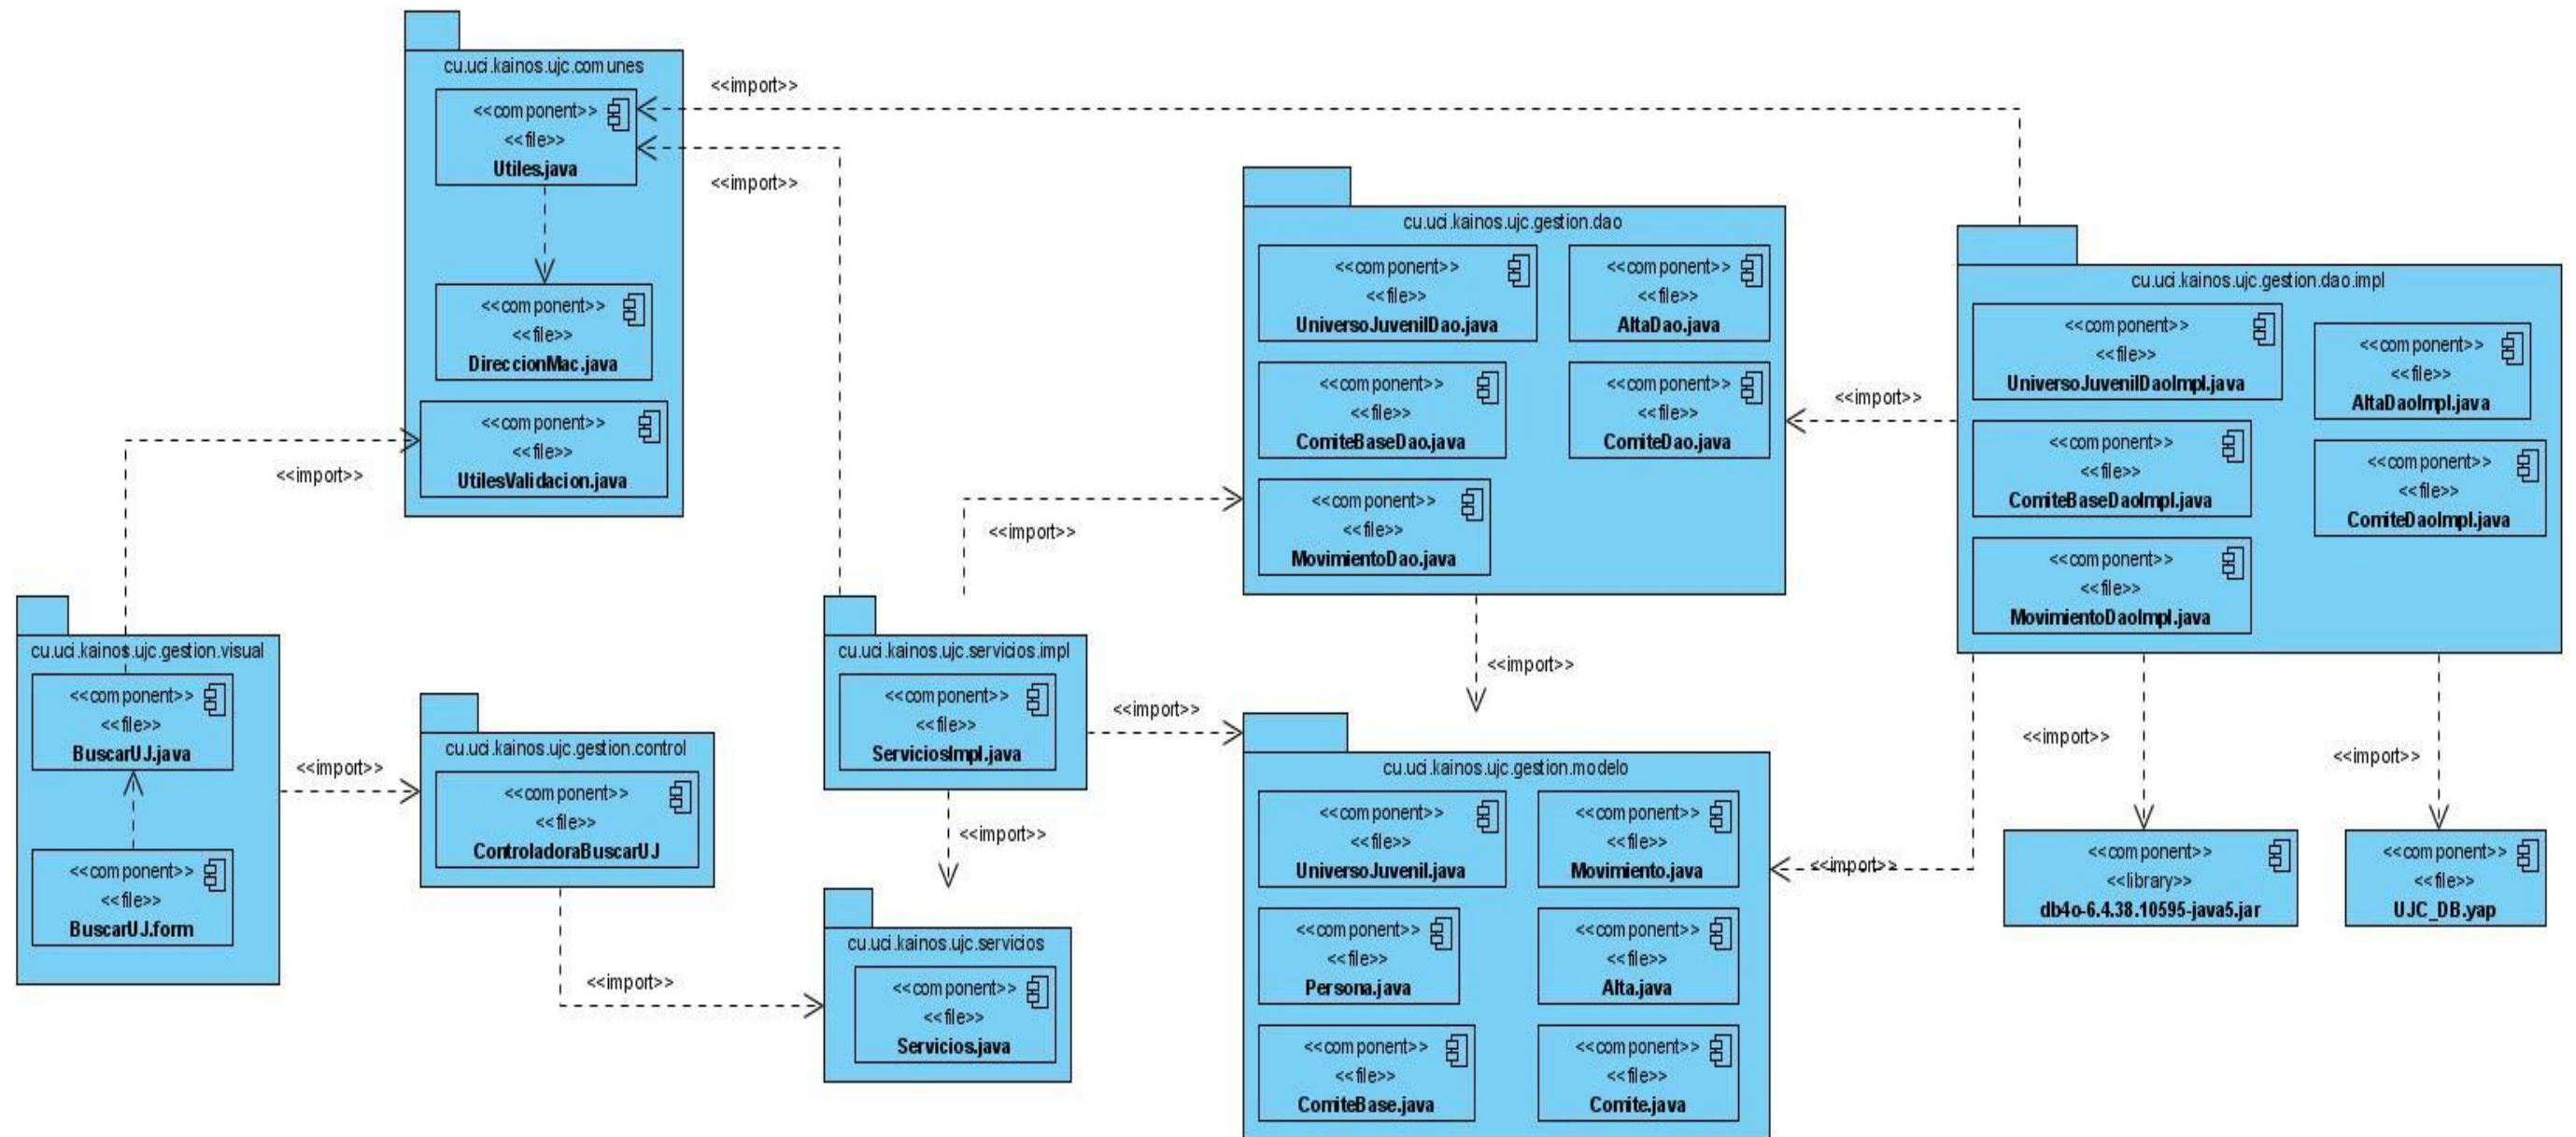 cu.uci.kainos.ujc.comunes
<<component>>
<<file>>
Utiles.java
<<component>>
<<file>>
DireccionMac.java
<<component>>
<<file>>
UtilesValidacion.java
<<import>>
<<import>>
<<import>>
cu.uci.kainos.ujc.gestion.dao
<<component>>
<<file>>
UniversoJuvenilDao.java
<<component>>
<<file>>
AltaDao.java
<<component>>
<<file>>
ComiteBaseDao.java
<<component>>
<<file>>
ComiteDao.java
<<component>>
<<file>>
MovimientoDao.java
<<import>>
<<import>>
cu.uci.kainos.ujc.gestion.dao.impl
<<component>>
<<file>>
UniversoJuvenilDaoImpl.java
<<component>>
<<file>>
AltaDaoImpl.java
<<component>>
<<file>>
ComiteBaseDaoImpl.java
<<component>>
<<file>>
ComiteDaoImpl.java
<<component>>
<<file>>
MovimientoDaoImpl.java
cu.uci.kainos.ujc.gestion.visual
<<component>>
<<file>>
BuscarUJ.java
<<component>>
<<file>>
BuscarUJ.form
<<import>>
cu.uci.kainos.ujc.gestion.control
<<component>>
<<file>>
ControladoraBuscarUJ
<<import>>
cu.uci.kainos.ujc.servicios.impl
<<component>>
<<file>>
ServiciosImpl.java
<<import>>
<<import>>
cu.uci.kainos.ujc.servicios
<<component>>
<<file>>
Servicios.java
<<import>>
cu.uci.kainos.ujc.gestion.modelo
<<component>>
<<file>>
UniversoJuvenil.java
<<component>>
<<file>>
Movimiento.java
<<component>>
<<file>>
Persona.java
<<component>>
<<file>>
Alta.java
<<component>>
<<file>>
ComiteBase.java
<<component>>
<<file>>
Comite.java
<<import>>
<<import>>
<<import>>
<<component>>
<<library>>
db4o-6.4.38.10595-java5.jar
<<component>>
<<file>>
UJC_DB.yap